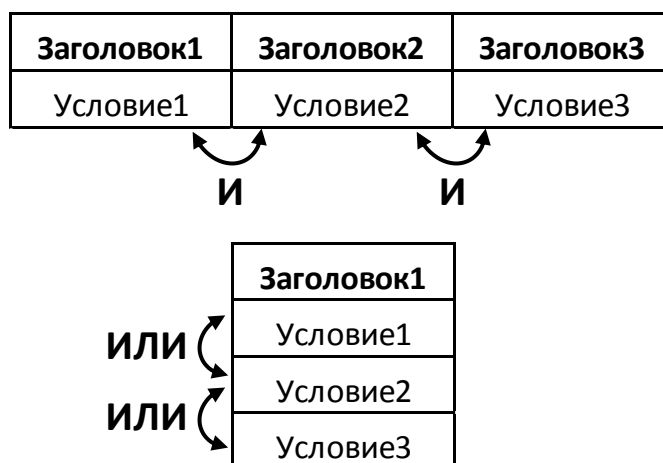 Заголовок1 Заголовок2 Заголовок3
Условие1 Условие2 Условие3
И И
Заголовок1
Условие1
ИЛИ
Условие2
ИЛИ
Условие3